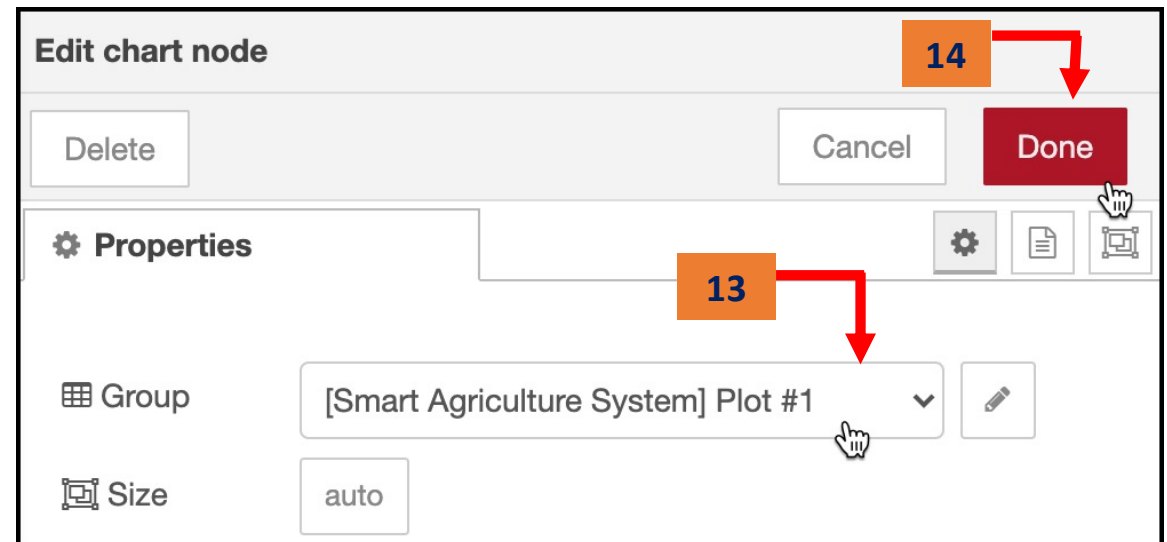 Edit chart node
14
Delete
Cancel
Done
Properties
13
Group
[Smart Agriculture System] Plot #1
Size
auto